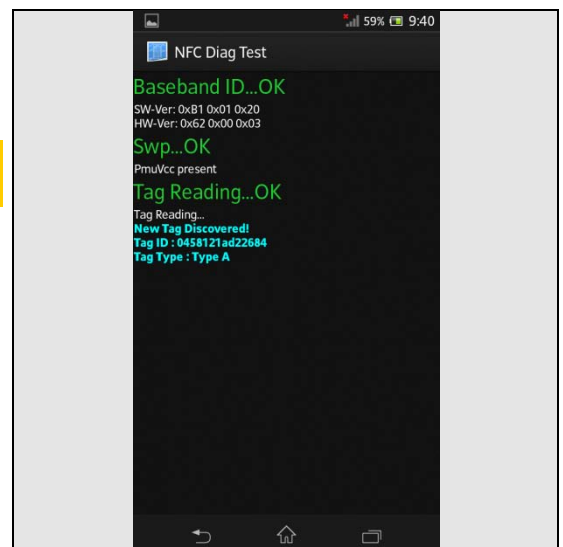 59% 9:40
NFC Diag Test
Baseband ID...OK
SW-Ver: 0xB1 0x01 0x20
HW-Ver: 0x62 0x00 0x03
Swp...OK
PmuVcc present
Tag Reading...OK
Tag Reading...
New Tag Discovered!
Tag ID : 0458121ad22684
Tag Type : Type A